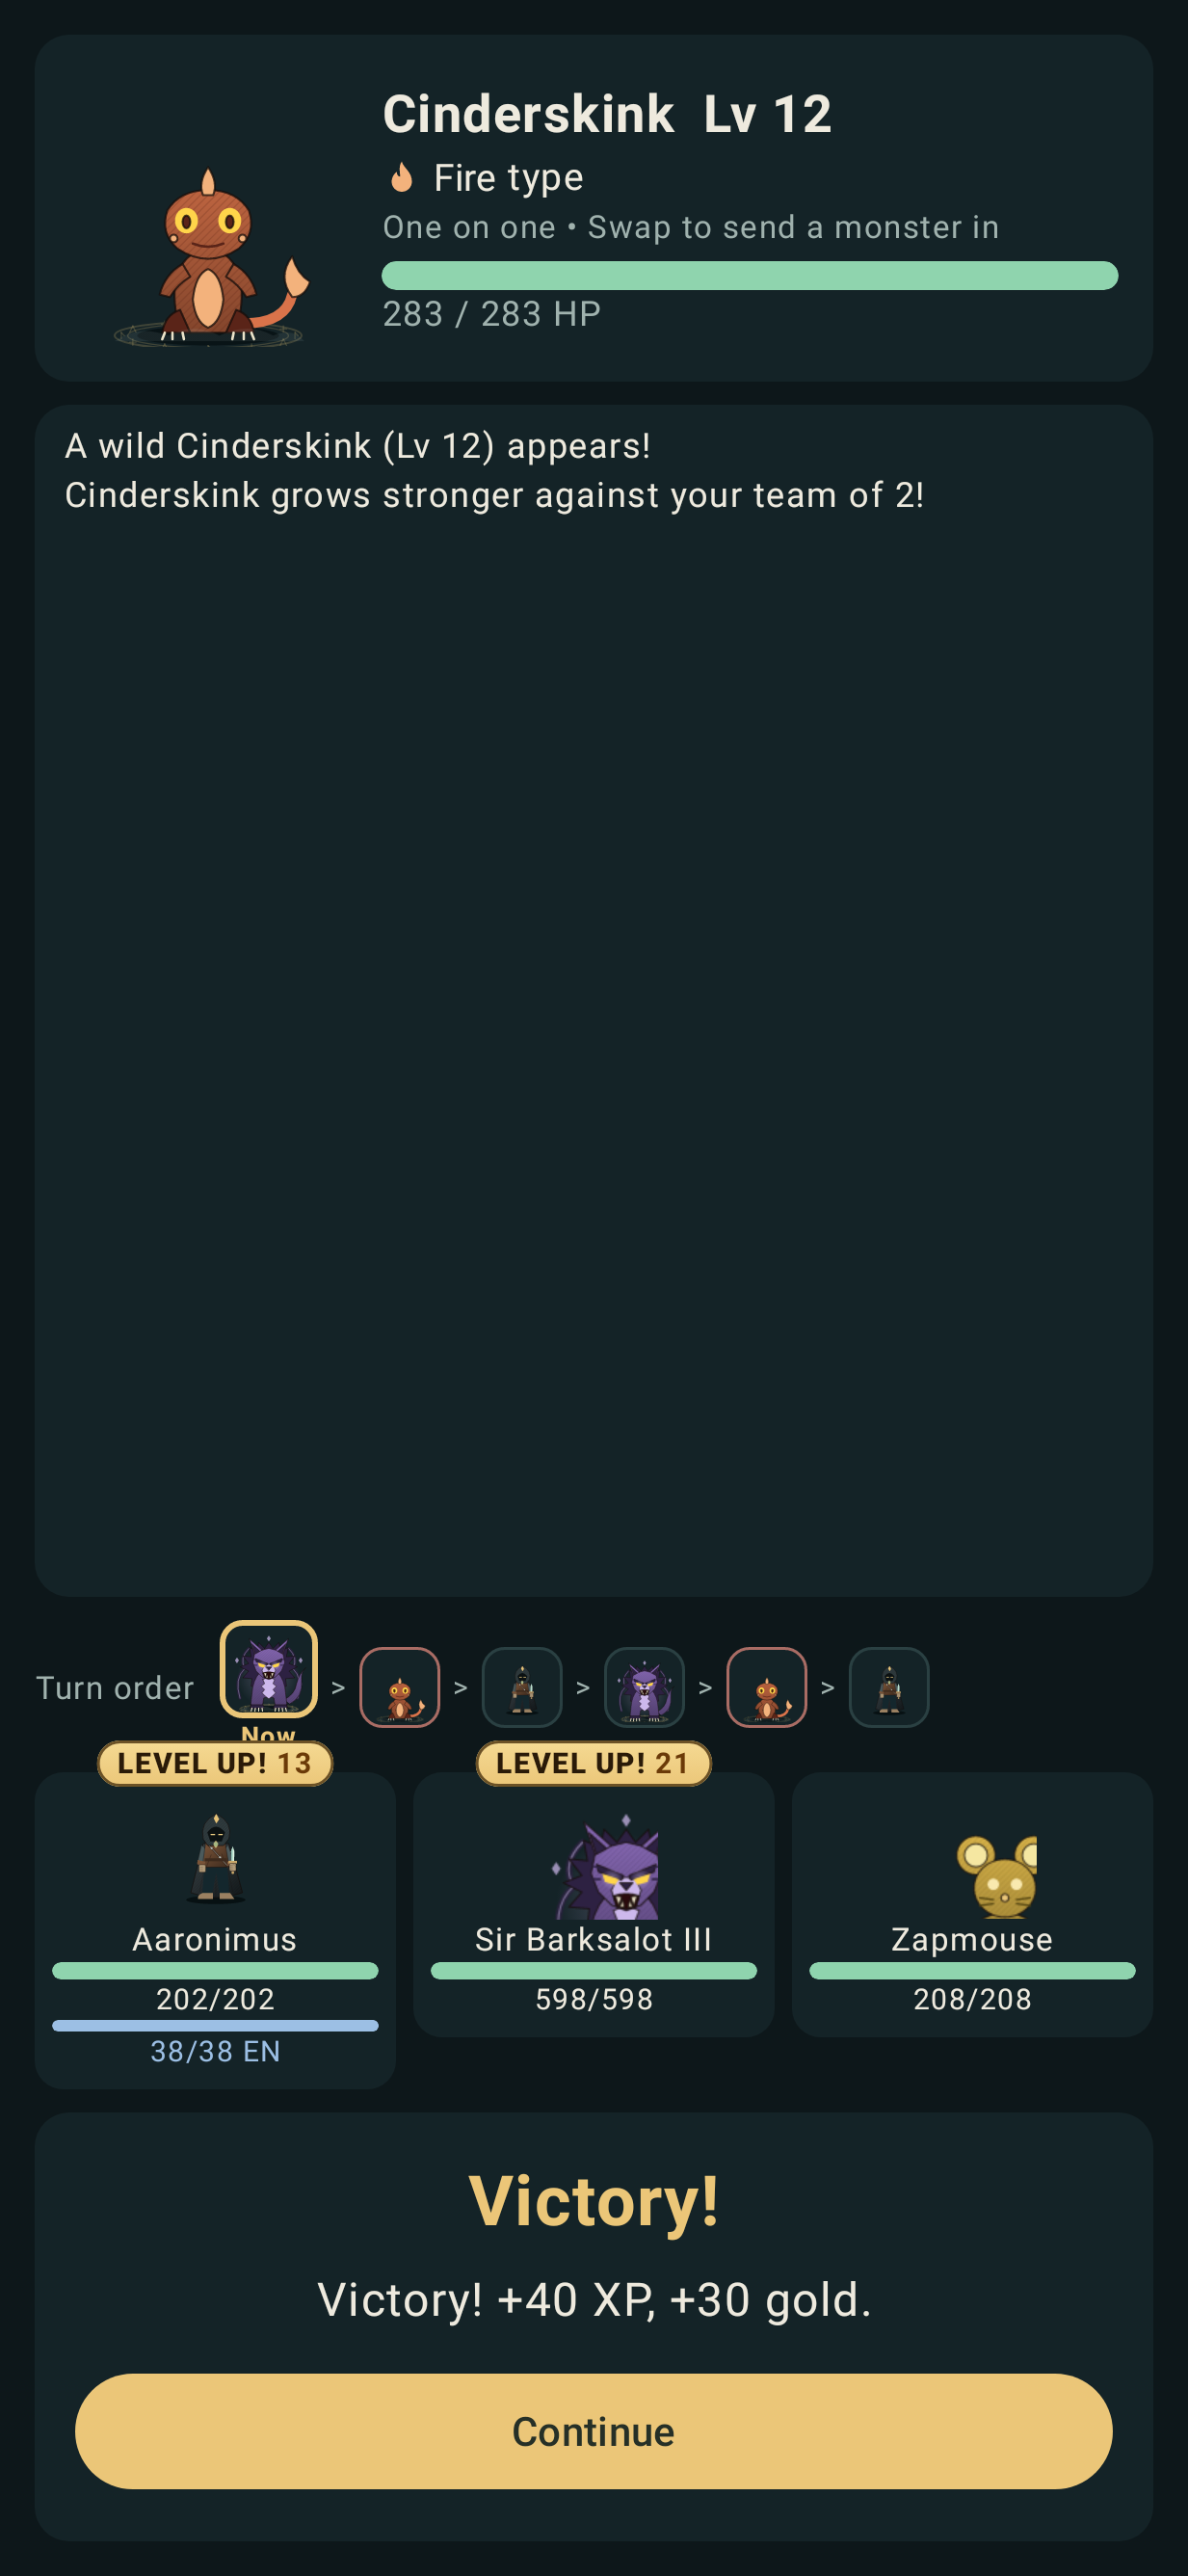 Cinderskink Lv 12
Fire type
One on one • Swap to send a monster in
283 / 283 HP
A wild Cinderskink (Lv 12) appears!
Cinderskink grows stronger against your team of 2!
Turn order > > > > >
Now
LEVEL UP! 13 LEVEL UP! 21
Aaronimus Sir Barksalot III Zapmouse
202/202 598/598 208/208
38/38 EN
Victory!
Victory! +40 XP, +30 gold.
Continue